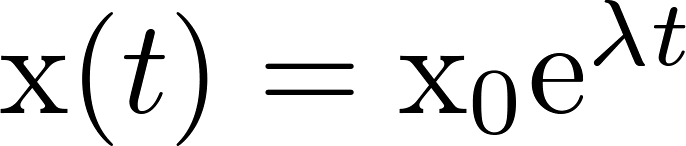 x(t) = x₀e^{λt}